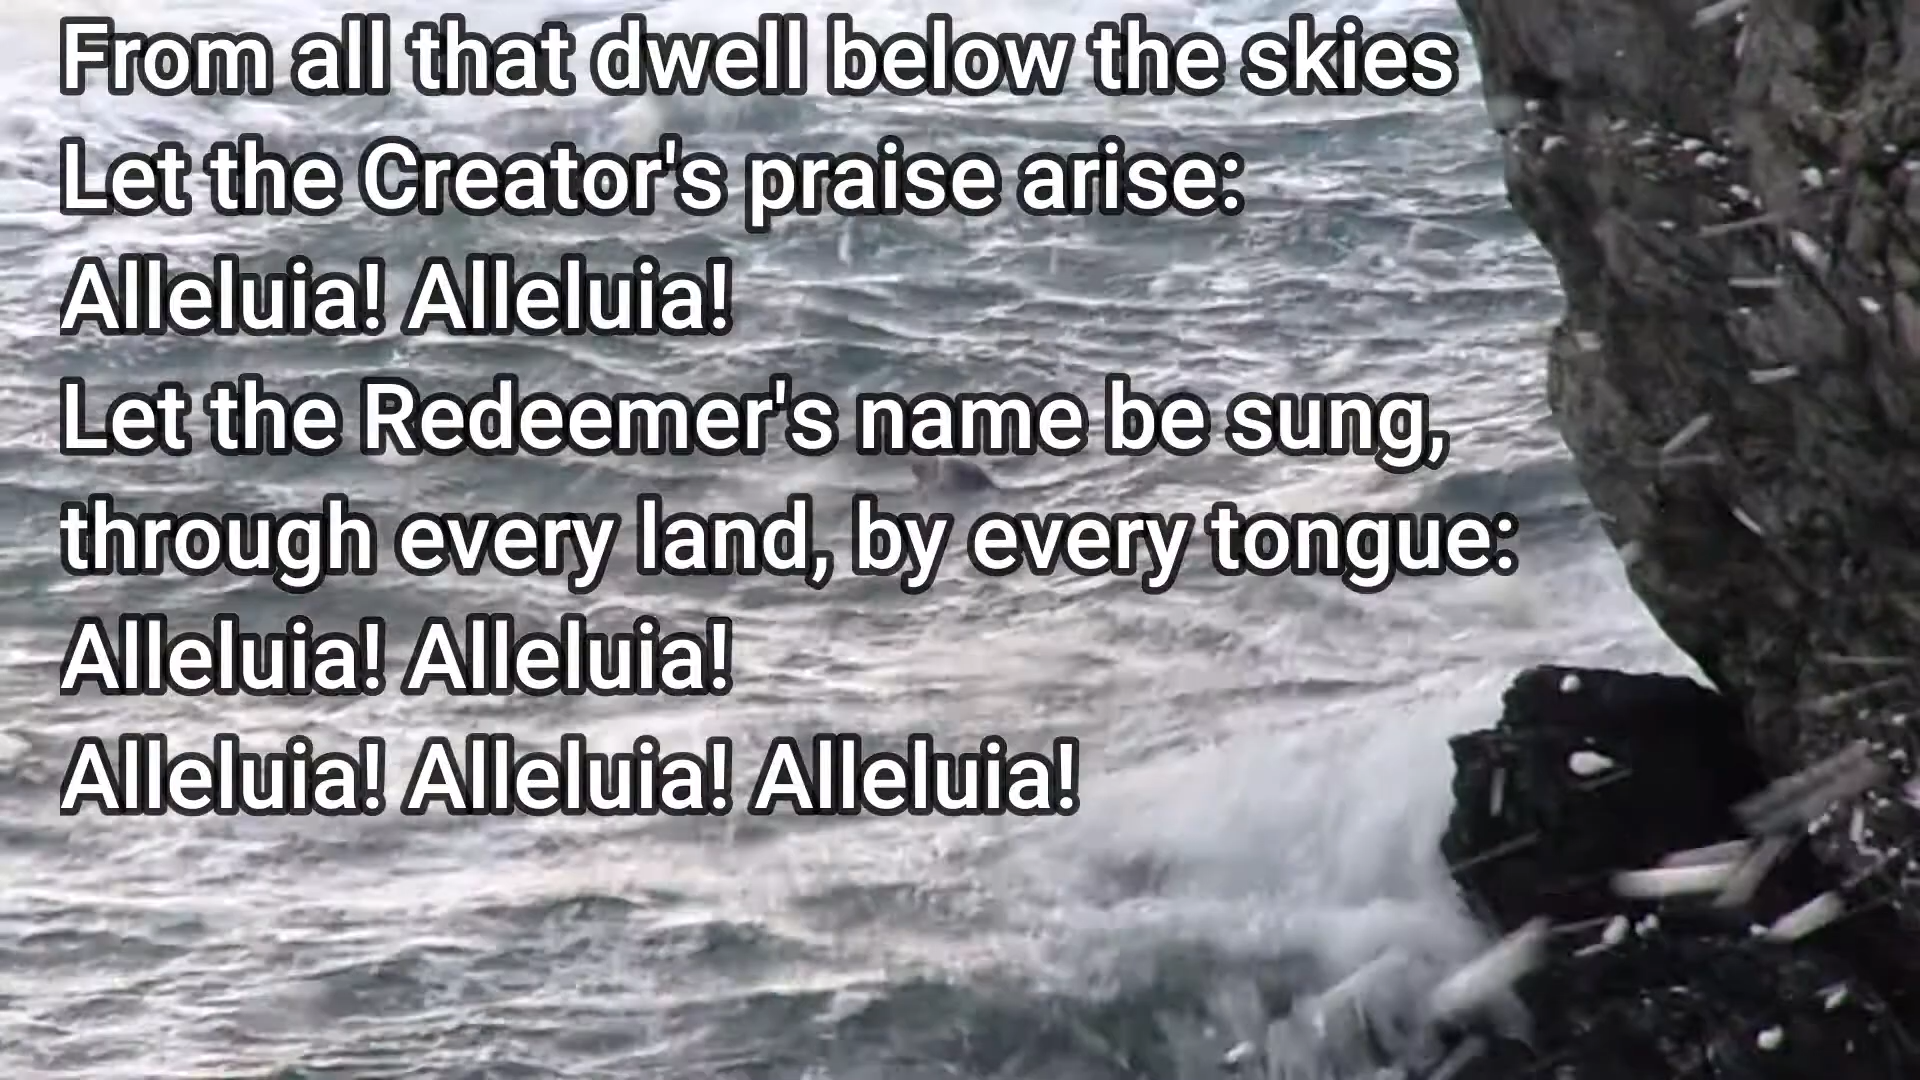 From all that dwell below the skies
Let the Creator's praise arise:
Alleluia! Alleluia!
Let the Redeemer's name be sung,
through every land, by every tongue:
Alleluia! Alleluia!
Alleluia! Alleluia! Alleluia!